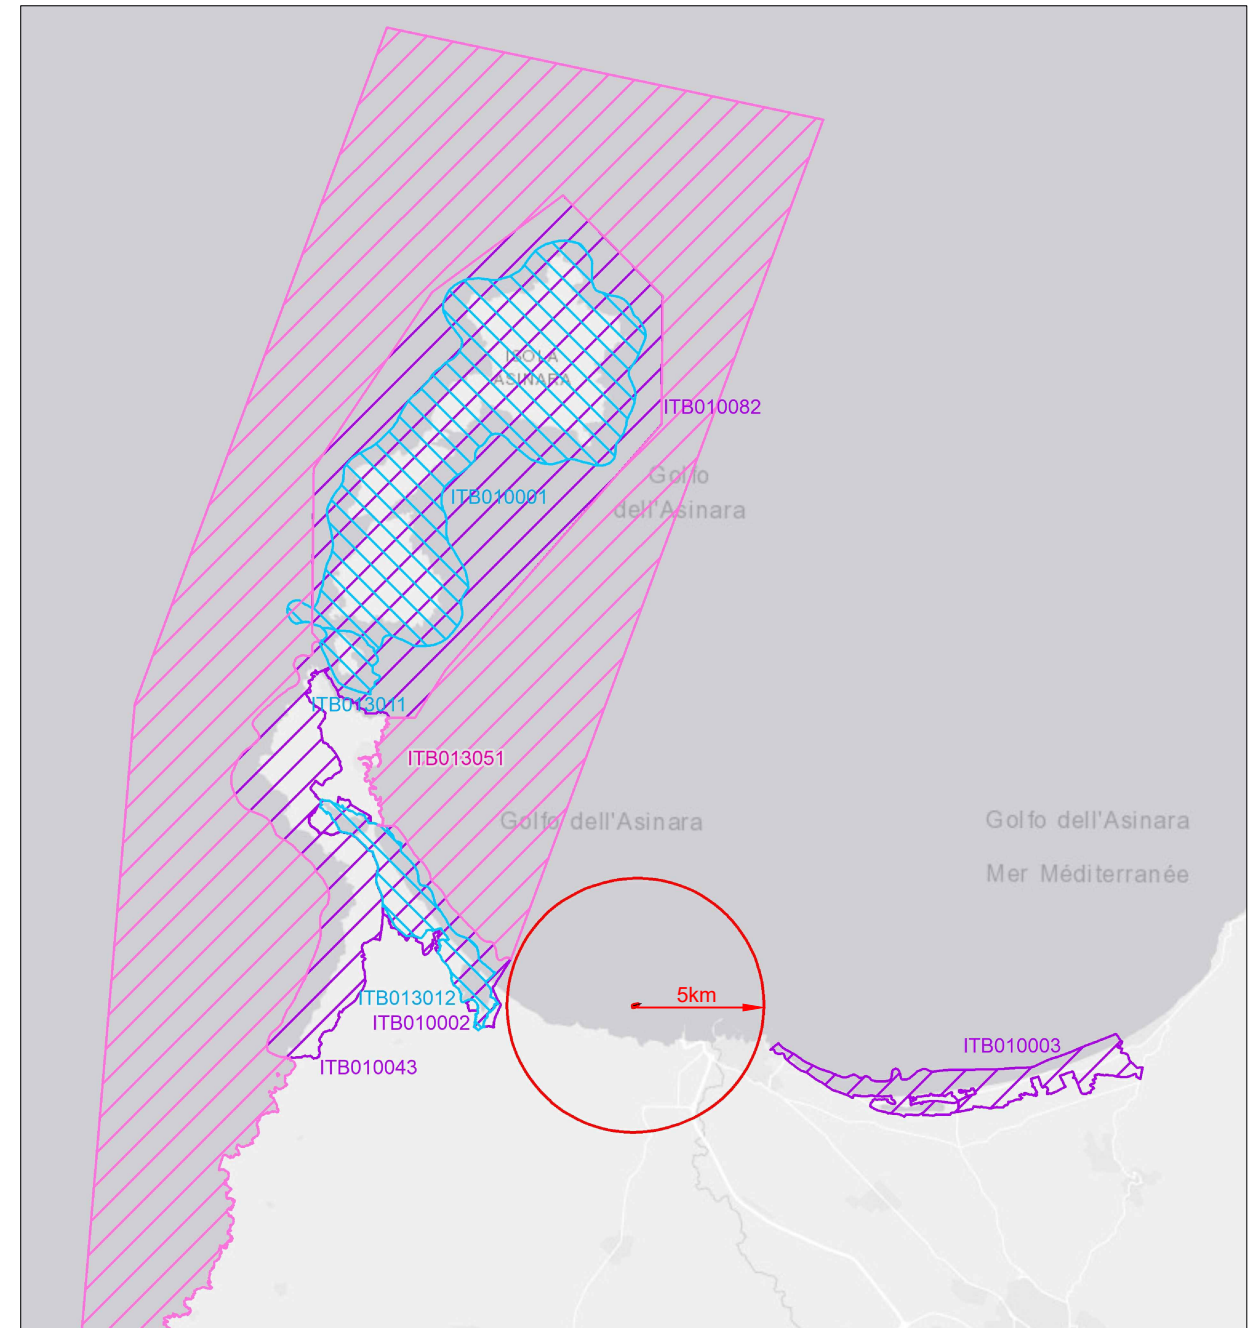 ISOLA
ASINARA
ITB010082
Golfo
dell'Asinara
ITB010001
ITB013011
ITB013051
Golfo dell'Asinara
Golfo dell'Asinara
Mer Méditerranée
5km
ITB013012
ITB010002
ITB010003
ITB010043